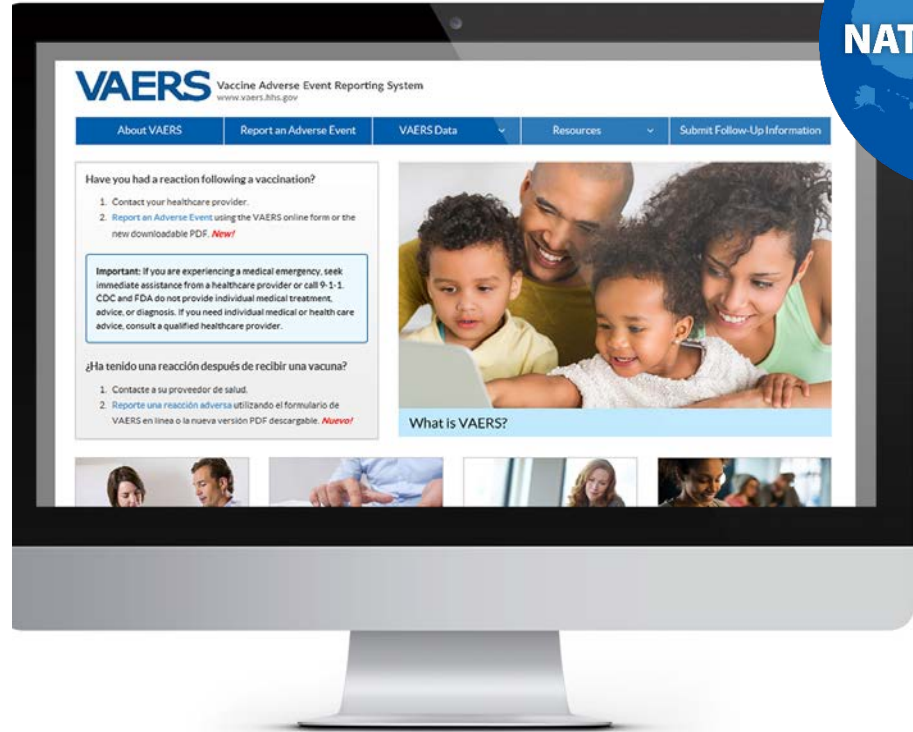 NAT
VAERS Vaccine Adverse Event Reporting System
www.vaers.hhs.gov
About VAERS Report an Adverse Event VAERS Data Resources Submit Follow-Up Information
Have you had a reaction following a vaccination?
1. Contact your healthcare provider.
2. Report an Adverse Event using the VAERS online form or the
new downloadable PDF. New!
Important: If you are experiencing a medical emergency, seek
immediate assistance from a healthcare provider or call 9-1-1.
CDC and FDA do not provide individual medical treatment,
advice, or diagnosis. If you need individual medical or health care
advice, consult a qualified healthcare provider.
¿Ha tenido una reacción después de recibir una vacuna?
1. Contacte a su proveedor de salud.
2. Reporte una reacción adversa utilizando el formulario de
VAERS en línea o la nueva versión PDF descargable. Nuevo!
What is VAERS?